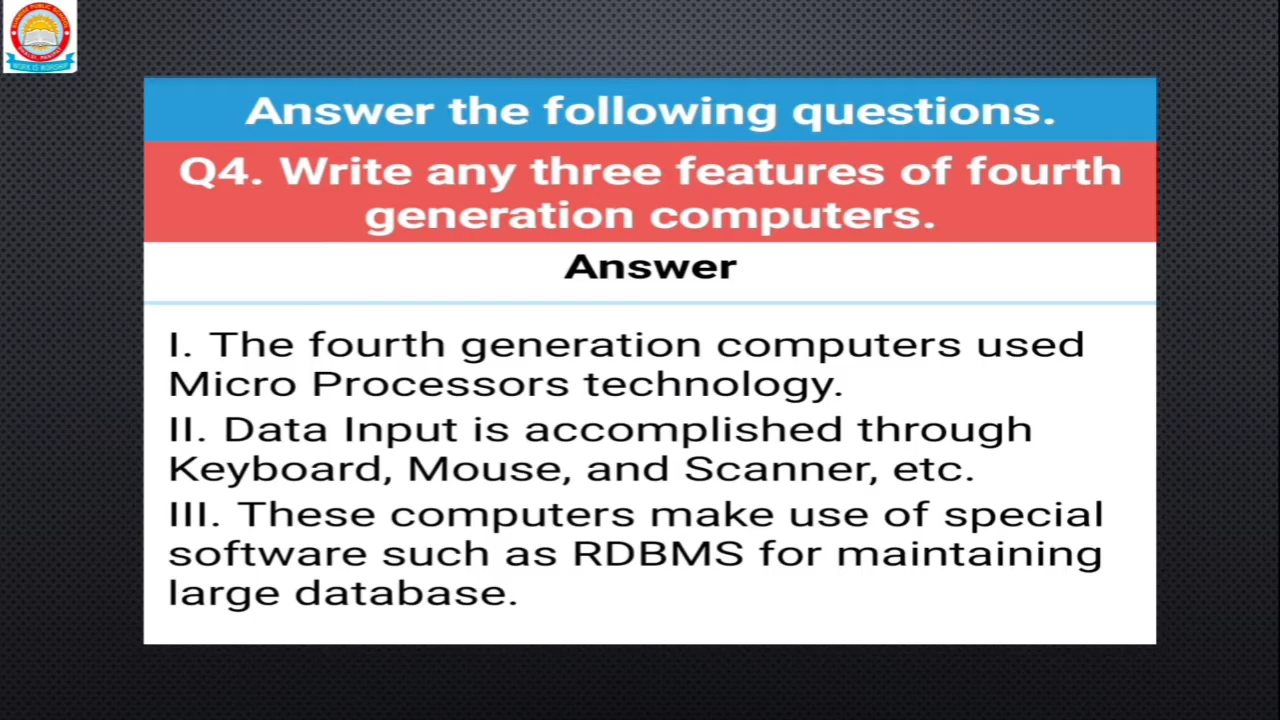 Answer the following questions.
Q4. Write any three features of fourth
generation computers.
Answer
I. The fourth generation computers used
Micro Processors technology.
II. Data Input is accomplished through
Keyboard, Mouse, and Scanner, etc.
III. These computers make use of special
software such as RDBMS for maintaining
large database.